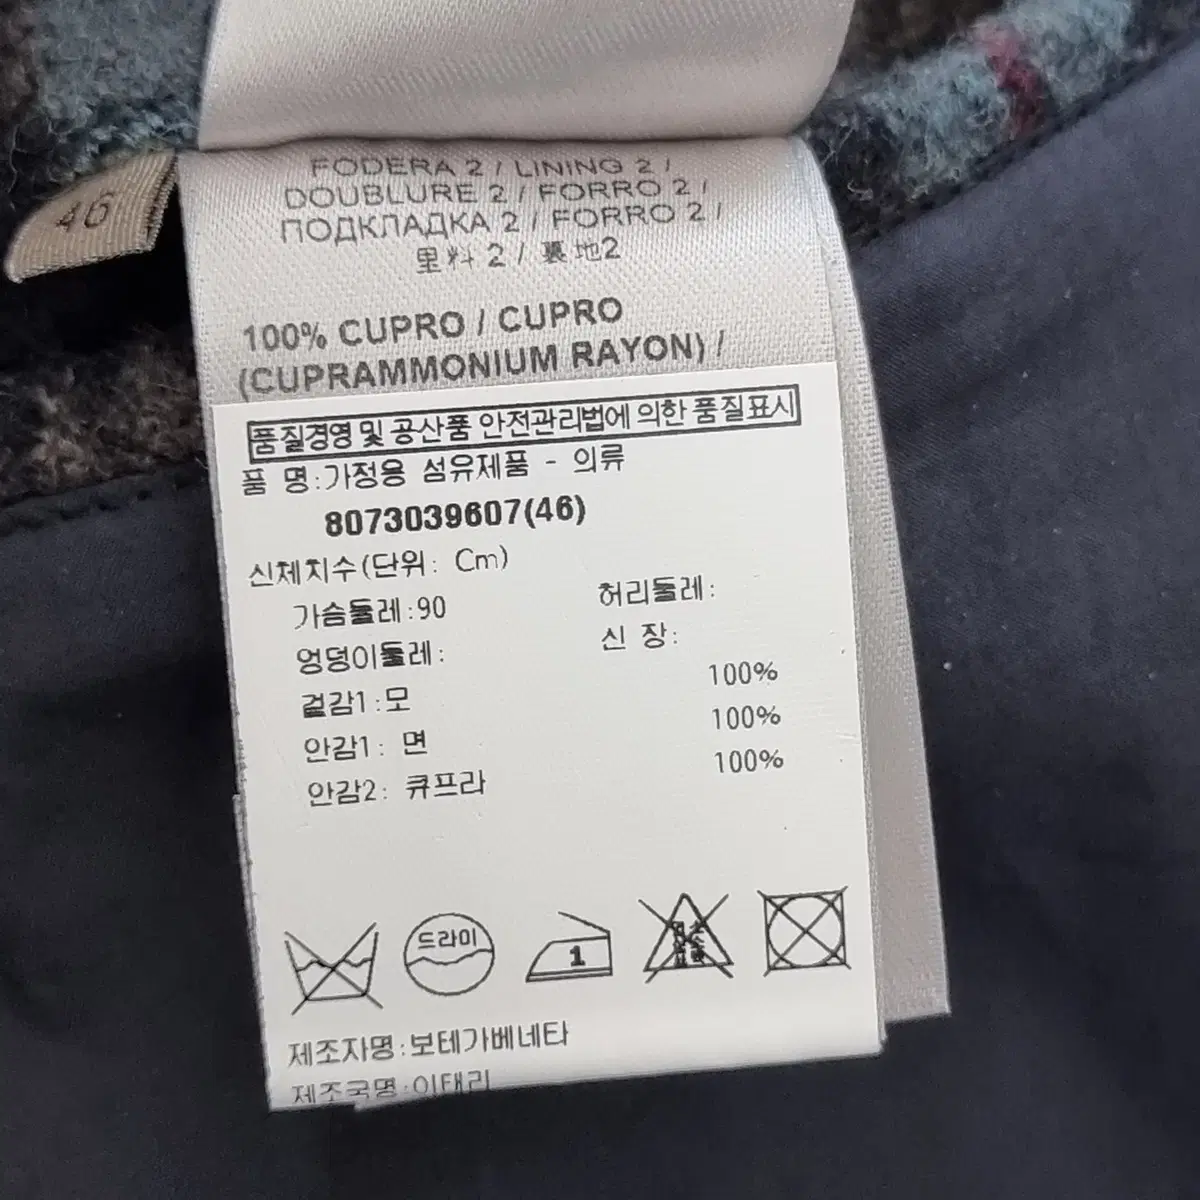 46
FODERA 2 / LINING 2 /
DOUBLURE 2 / FORRO 2 /
ПОДКЛАДКА 2 / FORRO 2 /
里料 2 / 裏地2
100% CUPRO / CUPRO
(CUPRAMMONIUM RAYON) /
품질경영 및 공산품 안전관리법에 의한 품질표시
품 명:가정용 섬유제품 - 의류
8073039607(46)
신체치수(단위: Cm)
가슴둘레:90 허리둘레:
엉덩이둘레: 신 장:
겉감1:모 100%
안감1: 면 100%
안감2: 큐프라 100%
드라이
1
제조자명:보테가베네타
제조국명:이태리